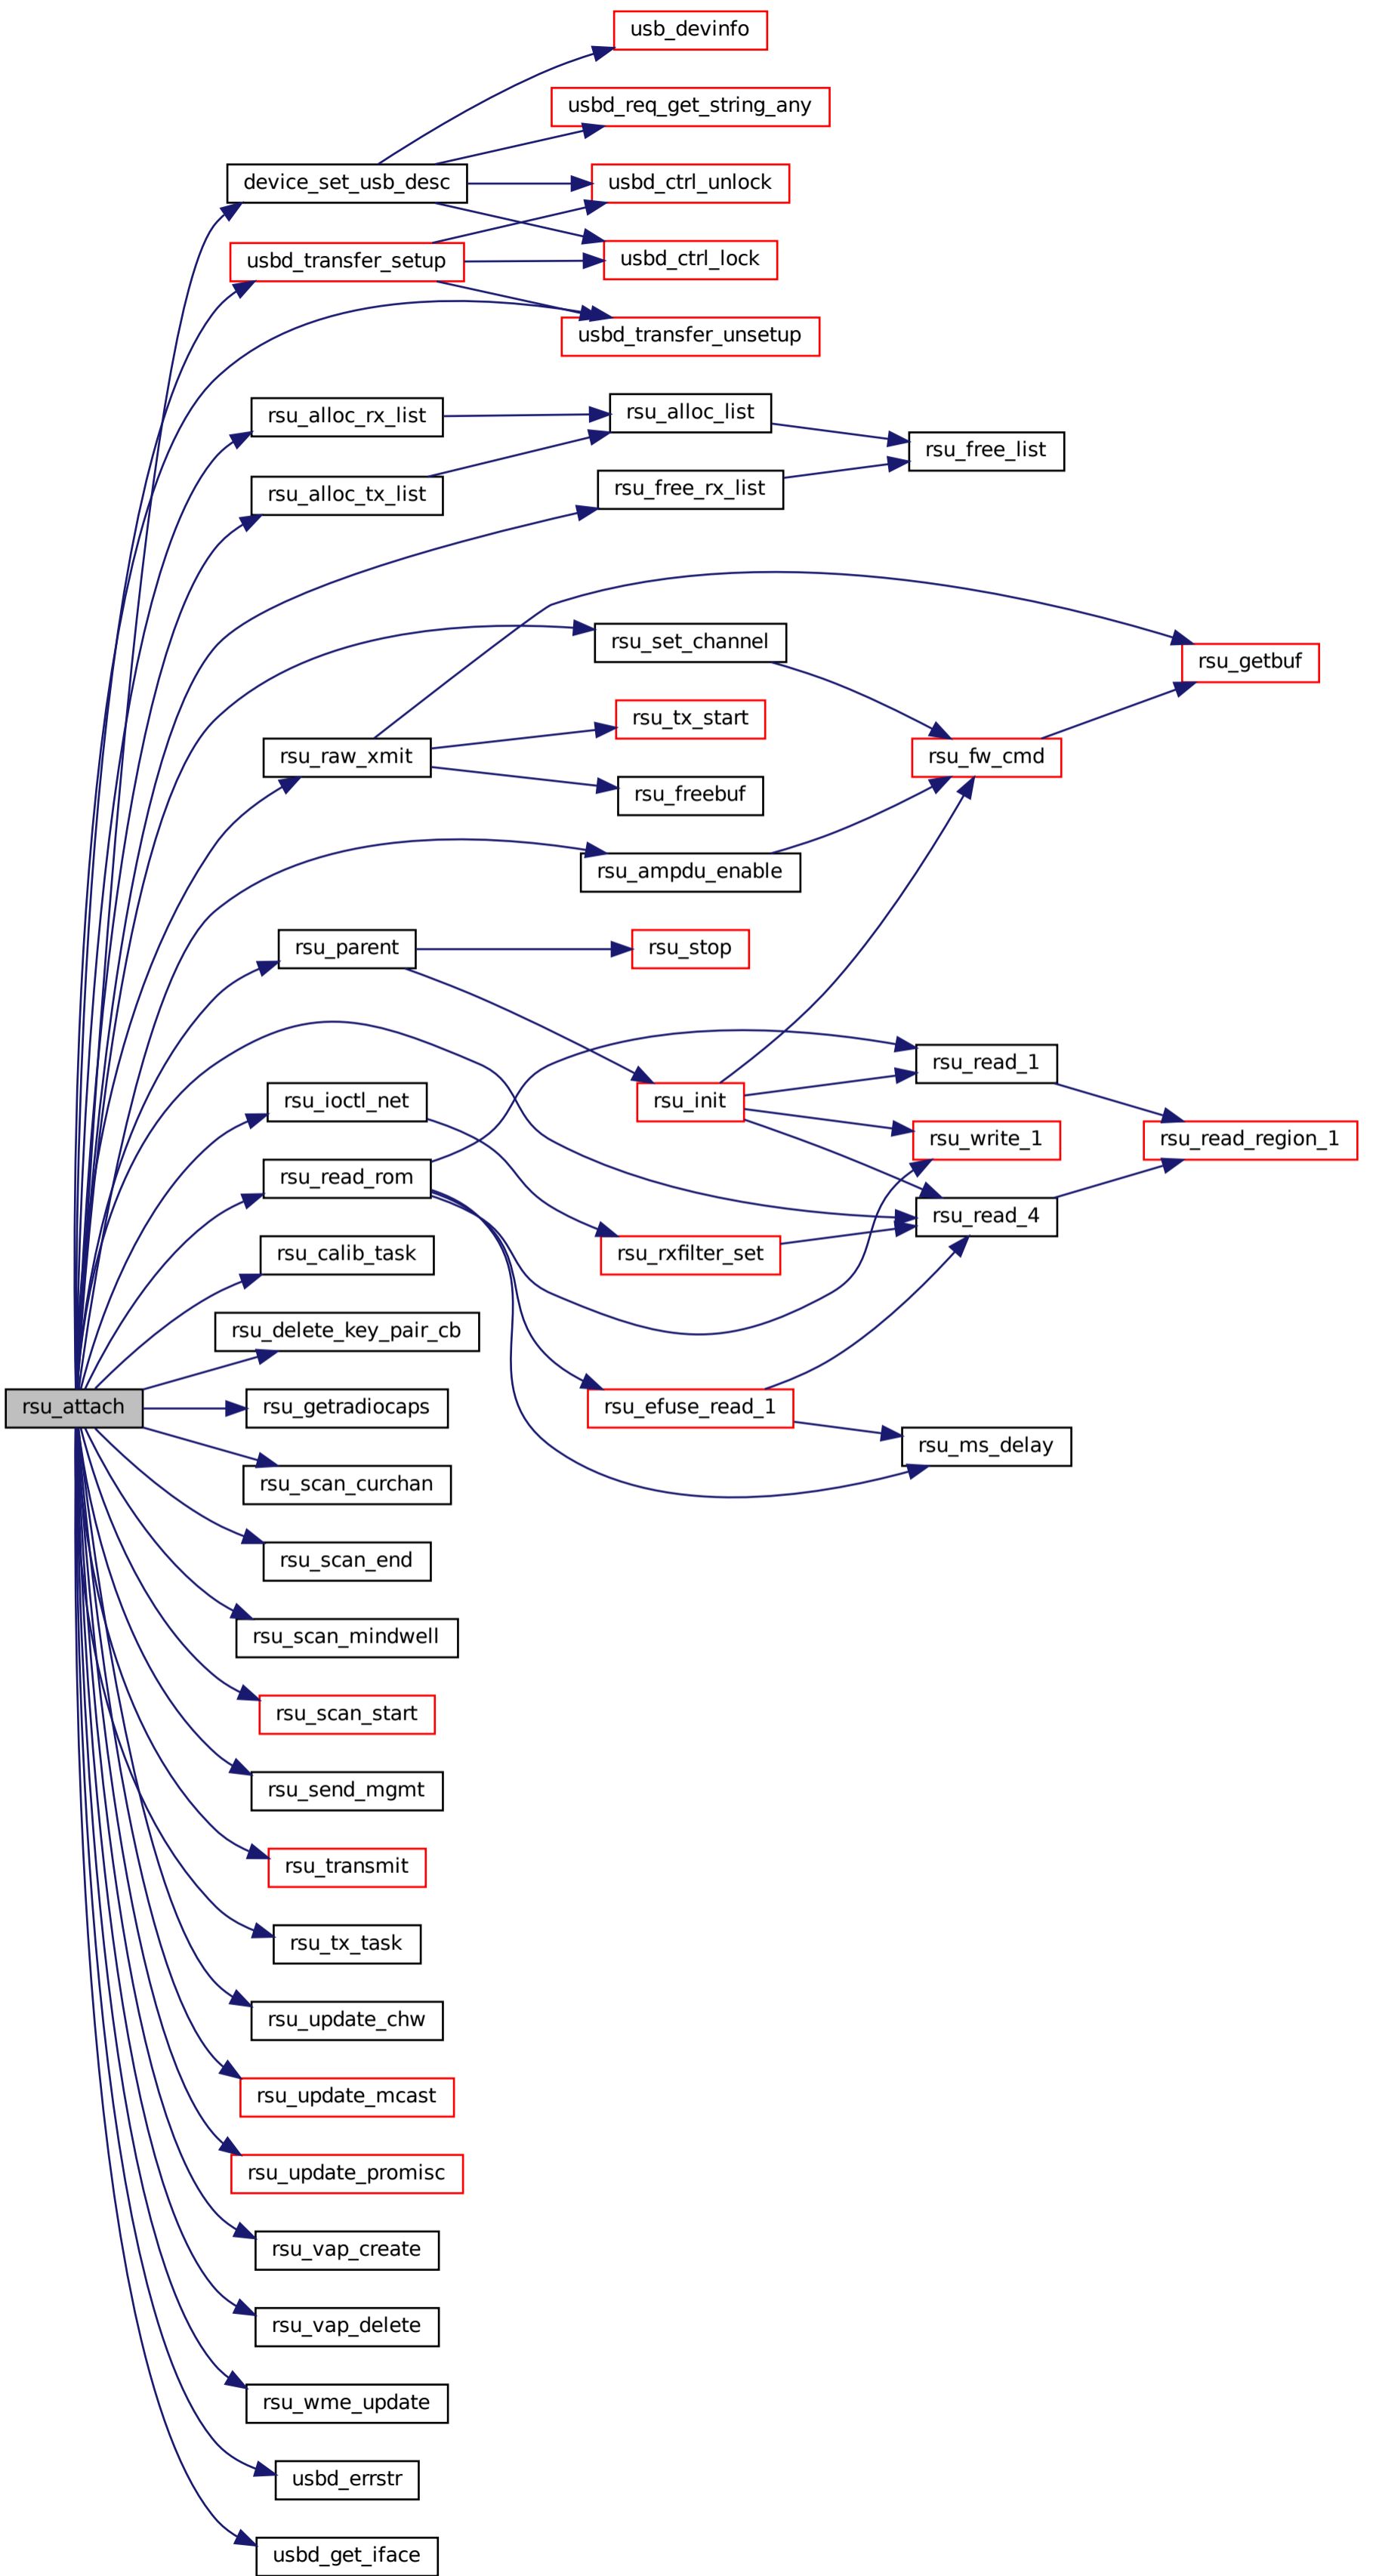 usb_devinfo
usbd_req_get_string_any
device_set_usb_desc
usbd_ctrl_unlock
usbd_transfer_setup
usbd_ctrl_lock
usbd_transfer_unsetup
rsu_alloc_rx_list
rsu_alloc_list
rsu_free_list
rsu_alloc_tx_list
rsu_free_rx_list
rsu_set_channel
rsu_getbuf
rsu_tx_start
rsu_raw_xmit
rsu_fw_cmd
rsu_freebuf
rsu_ampdu_enable
rsu_parent
rsu_stop
rsu_read_1
rsu_ioctl_net
rsu_init
rsu_write_1
rsu_read_region_1
rsu_read_rom
rsu_read_4
rsu_calib_task
rsu_rxfilter_set
rsu_delete_key_pair_cb
rsu_attach
rsu_getradiocaps
rsu_efuse_read_1
rsu_ms_delay
rsu_scan_curchan
rsu_scan_end
rsu_scan_mindwell
rsu_scan_start
rsu_send_mgmt
rsu_transmit
rsu_tx_task
rsu_update_chw
rsu_update_mcast
rsu_update_promisc
rsu_vap_create
rsu_vap_delete
rsu_wme_update
usbd_errstr
usbd_get_iface